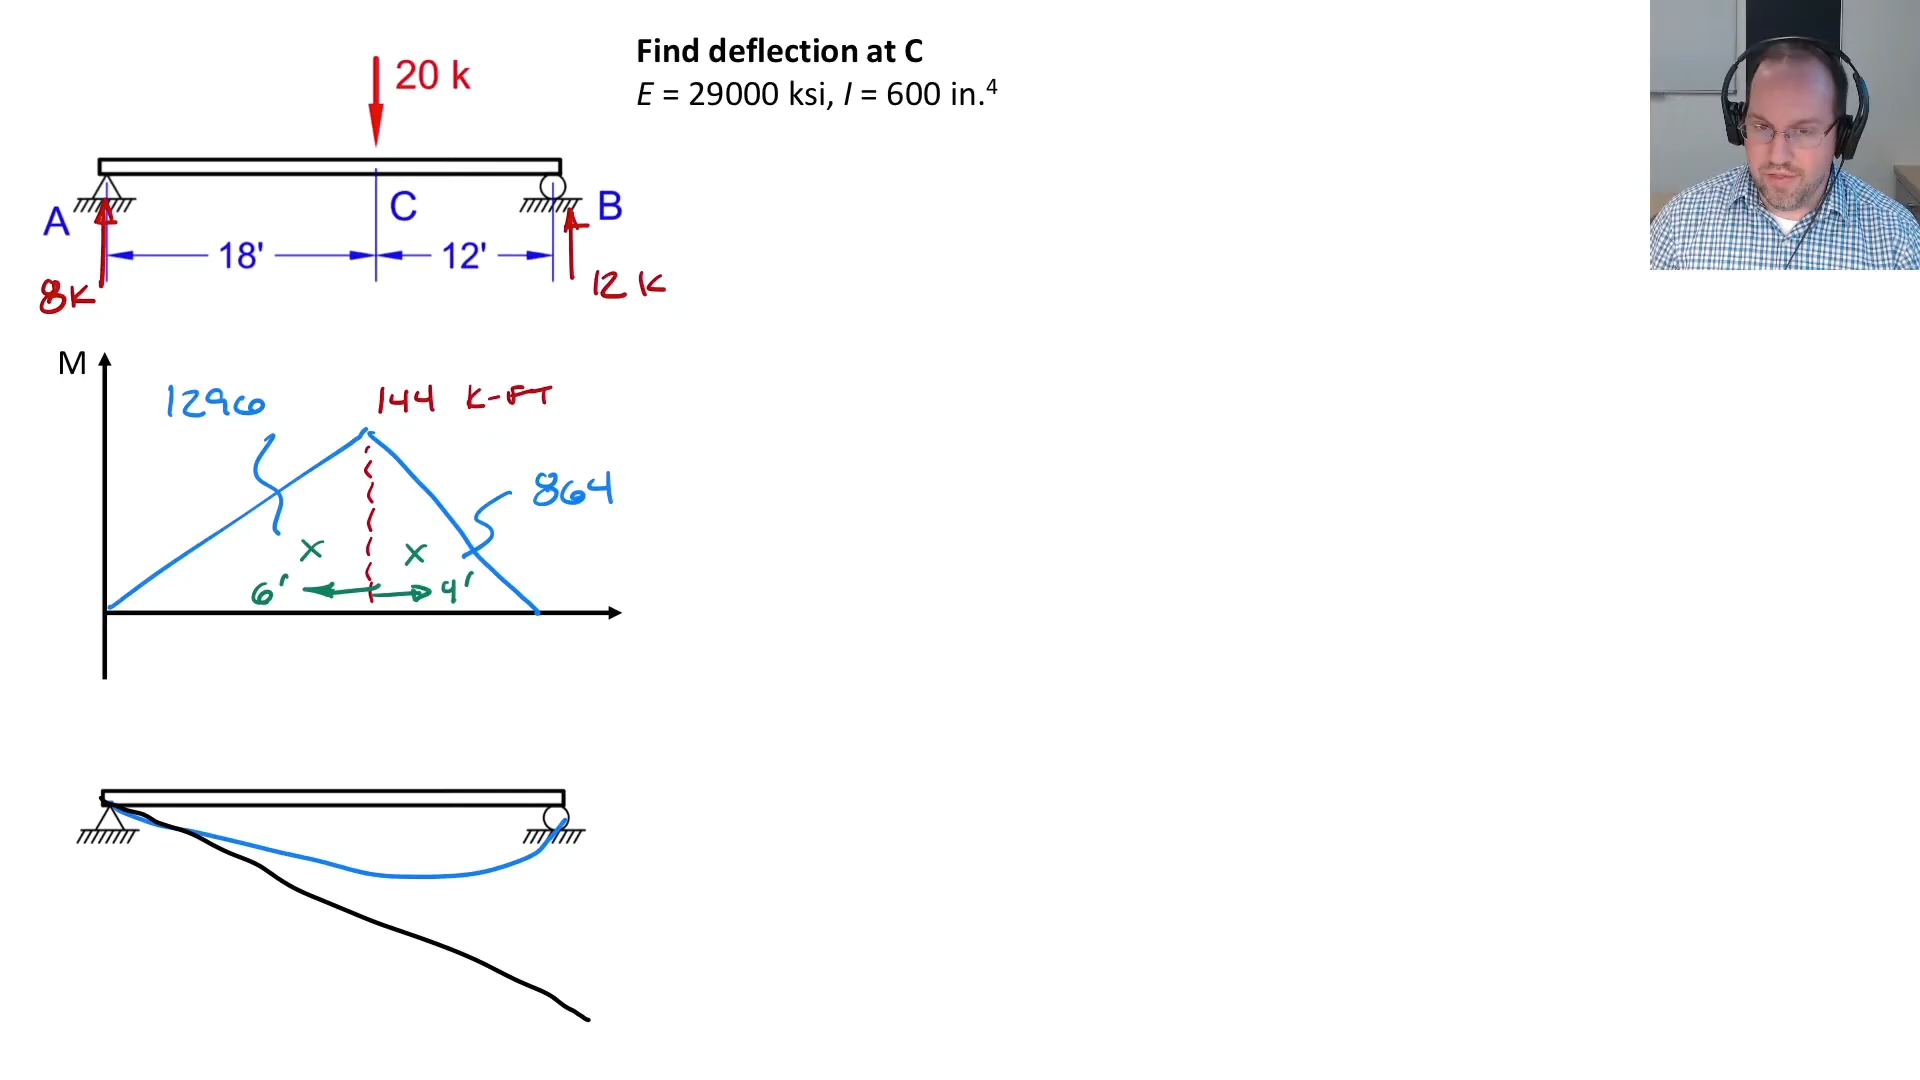 Find deflection at C
E = 29000 ksi, I = 600 in.⁴
20 k
A
C
B
18'
12'
8K
12 K
M
1296
144 K-FT
864
X
X
6'
4'